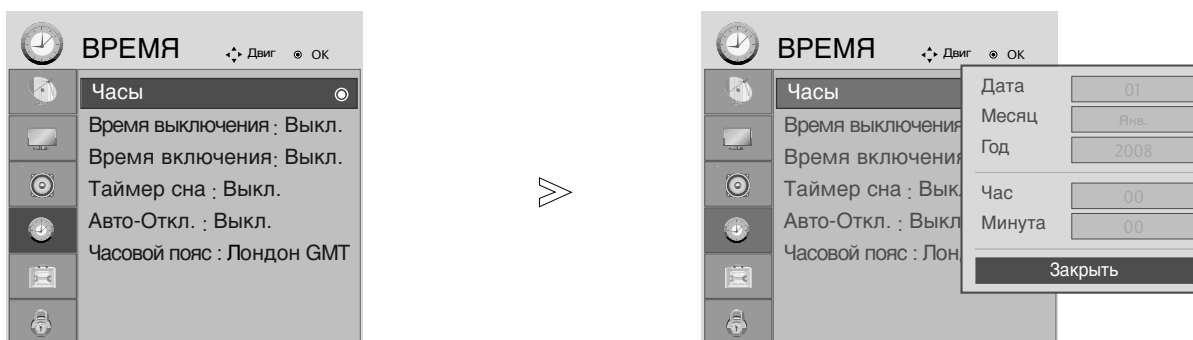 ВРЕМЯ Двиг OK
Часы
Время выключения : Выкл.
Время включения: Выкл.
Таймер сна : Выкл.
Авто-Откл. : Выкл.
Часовой пояс : Лондон GMT
ВРЕМЯ Двиг OK
Часы
Время выключения
Время включения
Таймер сна : Вык
Авто-Откл. : Выкл
Часовой пояс : Лон
Дата 01
Месяц Янв.
Год 2008
Час 00
Минута 00
Закрыть